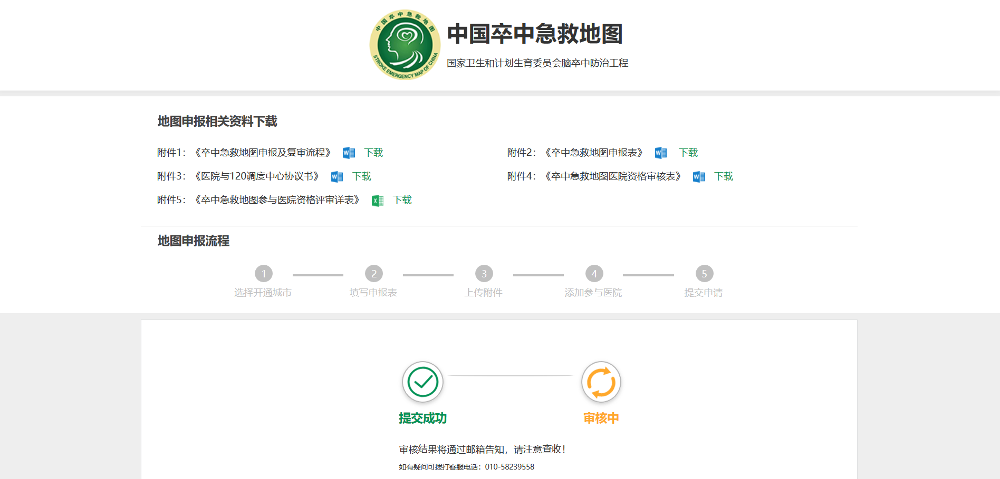 中国卒中急救地图
STROKE EMERGENCY MAP OF CHINA
中国卒中急救地图
国家卫生和计划生育委员会脑卒中防治工程
地图申报相关资料下载
附件1：《卒中急救地图申报及复审流程》 下载
附件2：《卒中急救地图申报表》 下载
附件3：《医院与120调度中心协议书》 下载
附件4：《卒中急救地图医院资格审核表》 下载
附件5：《卒中急救地图参与医院资格评审详表》 下载
地图申报流程
1 2 3 4 5
选择开通城市 填写申报表 上传附件 添加参与医院 提交申请
提交成功 审核中
审核结果将通过邮箱告知，请注意查收！
如有疑问可拨打客服电话：010-58239558